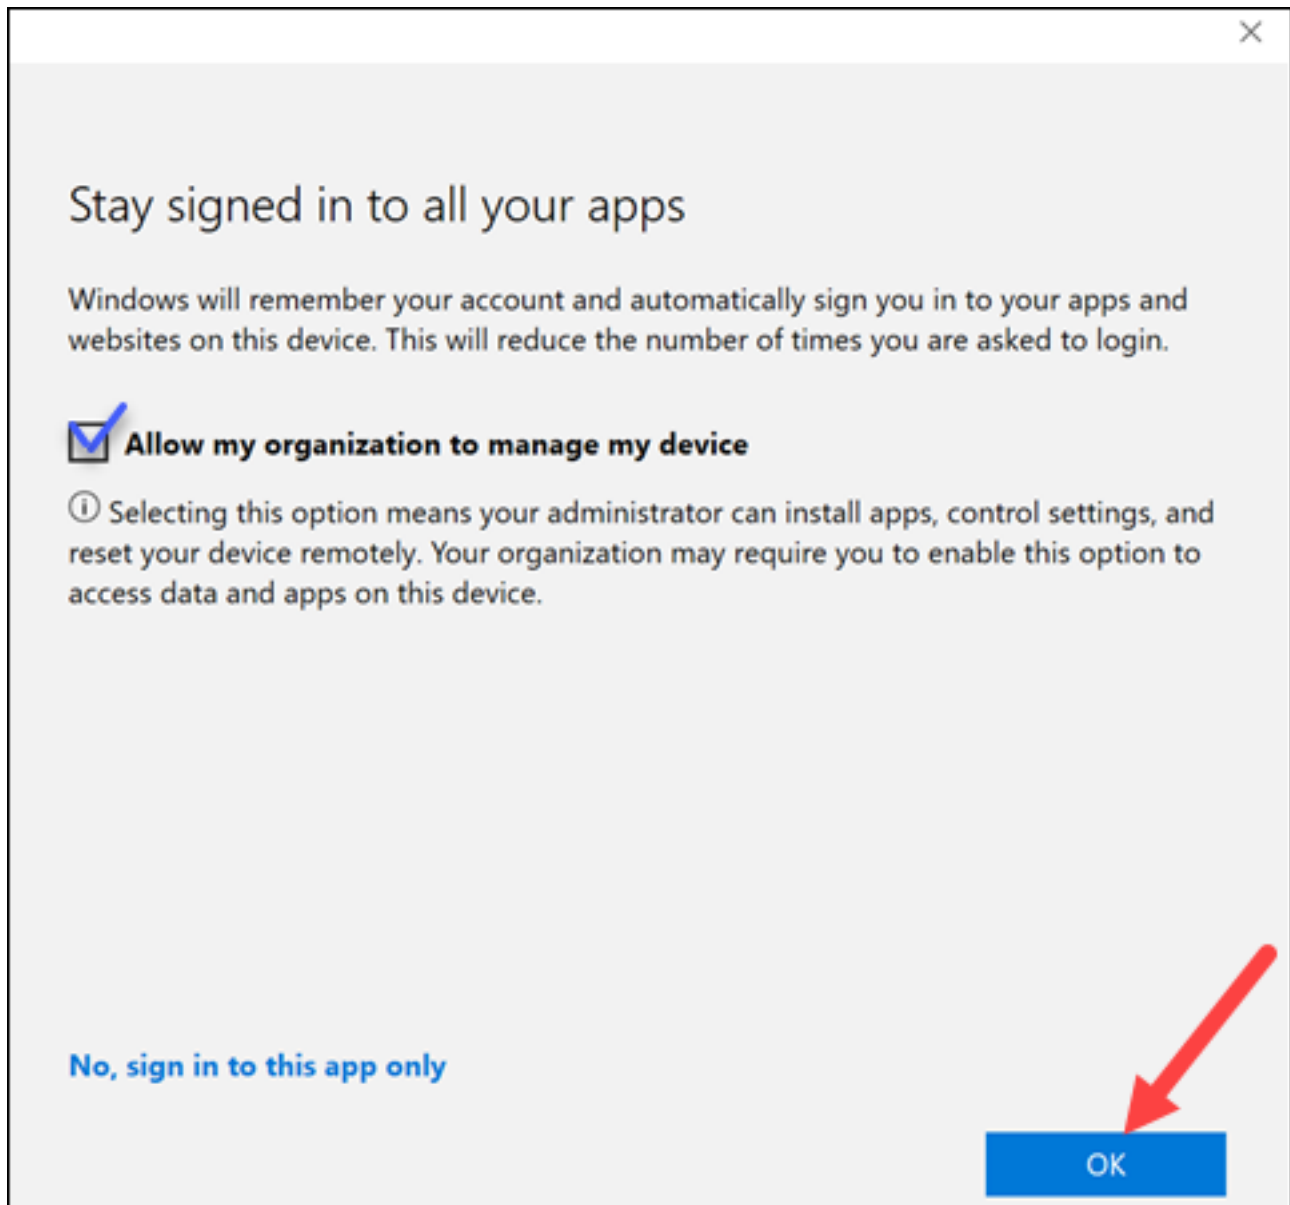 Stay signed in to all your apps
Windows will remember your account and automatically sign you in to your apps and
websites on this device. This will reduce the number of times you are asked to login.
Allow my organization to manage my device
Selecting this option means your administrator can install apps, control settings, and
reset your device remotely. Your organization may require you to enable this option to
access data and apps on this device.
No, sign in to this app only
OK